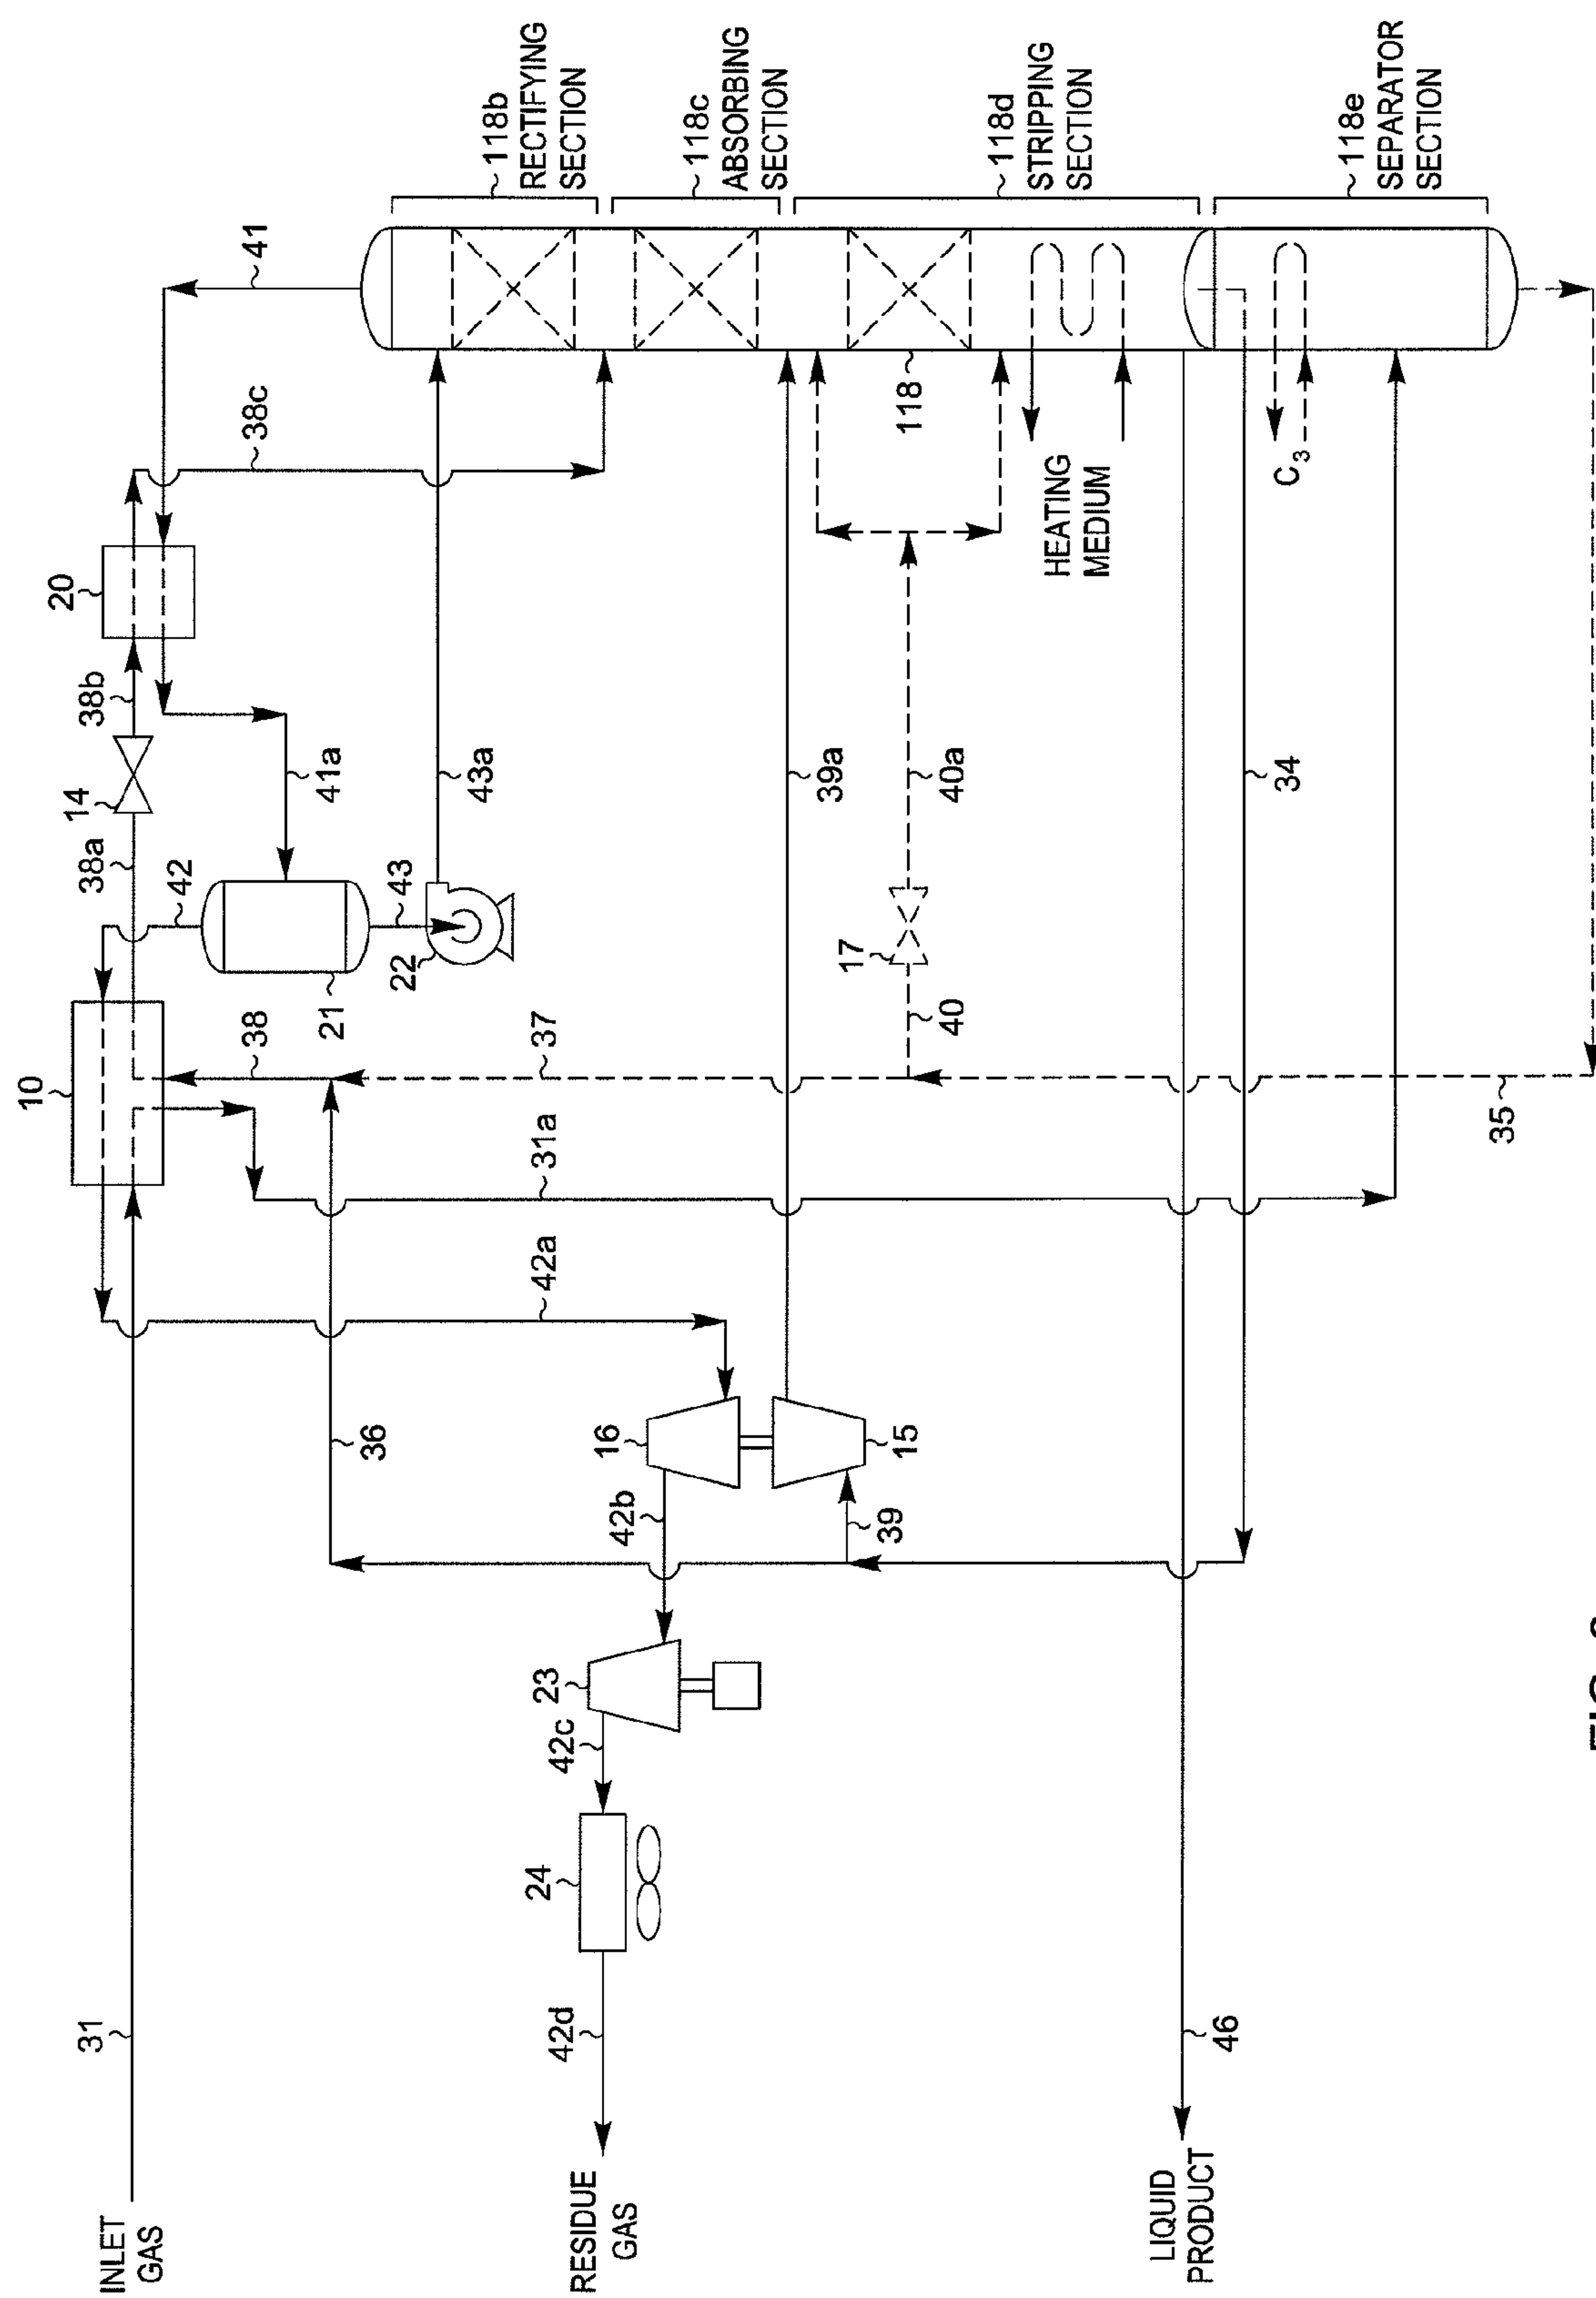 INLET
GAS
31
RESIDUE
GAS
42d
24
42c
23
42b
16
15
39
36
42a
31a
10
38
37
42
21
43
22
38a
14
38b
20
41a
43a
38c
41
39a
17
40
40a
118
HEATING
MEDIUM
C3
34
35
46
LIQUID
PRODUCT
118b
RECTIFYING
SECTION
118c
ABSORBING
SECTION
118d
STRIPPING
SECTION
118e
SEPARATOR
SECTION